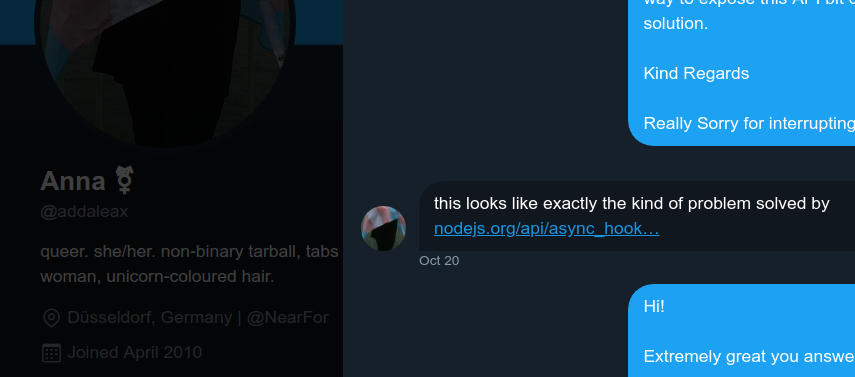 way to expose this API bit
solution.
Kind Regards
Really Sorry for interrupting
Anna
@addaleax
queer. she/her. non-binary tarball, tabs
woman, unicorn-coloured hair.
Düsseldorf, Germany | @NearFor
Joined April 2010
this looks like exactly the kind of problem solved by
nodejs.org/api/async_hook…
Oct 20
Hi!
Extremely great you answe